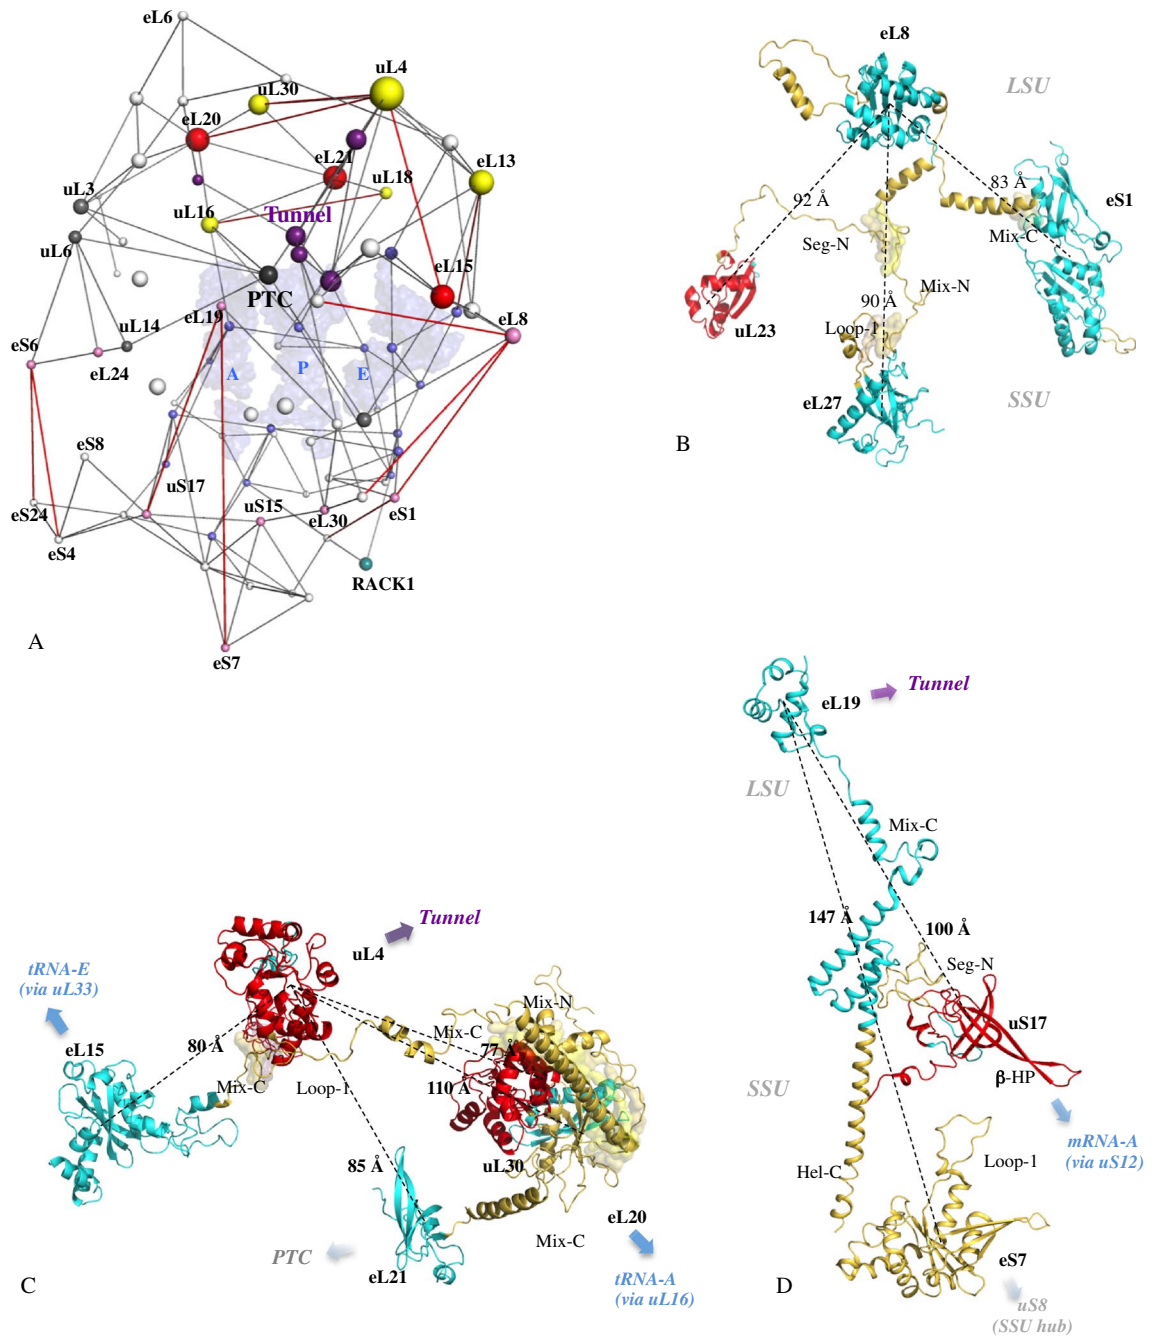 eL6
uL4
uL30
eL20
eL21
eL13
uL18
uL3
uL16
Tunnel
uL6
eL15
PTC
eL19
eL8
uL14
eS6
eL24
A
P
E
eS8
uS17
uS15
eS24
eL30
eS1
eS4
RACK1
A
eS7
eL8
LSU
83 Å
92 Å
eS1
Mix-C
Seg-N
Mix-N
90 Å
uL23
Loop-1
eL27
SSU
B
Tunnel
uL4
tRNA-E
(via uL33)
Mix-N
Mix-C
eL15
80 Å
77 Å
Mix-C
Loop-1
110 Å
85 Å
uL30
eL20
Mix-C
PTC
eL21
tRNA-A
(via uL16)
C
Tunnel
eL19
LSU
Mix-C
147 Å
100 Å
Seg-N
uS17
SSU
β-HP
mRNA-A
(via uS12)
Loop-1
Hel-C
eS7
D
uS8
(SSU hub)